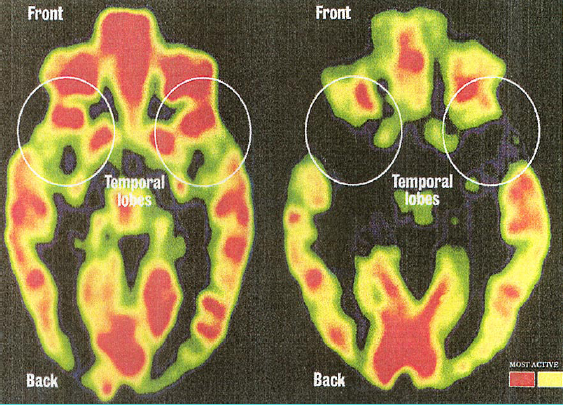 Front
Temporal
lobes
Back
Front
Temporal
lobes
Back
MOST ACTIVE